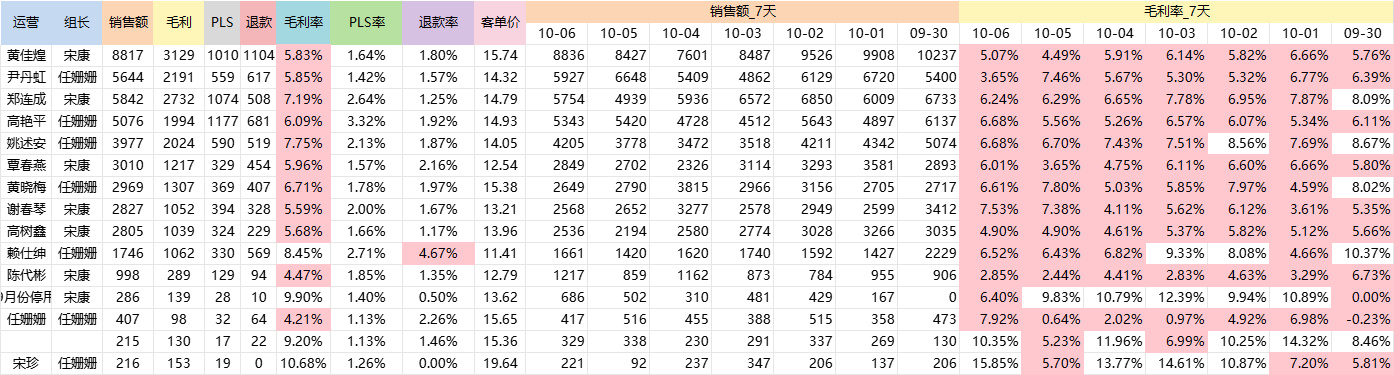 运营 组长 销售额 毛利 PLS 退款 毛利率 PLS率 退款率 客单价 销售额_7天 毛利率_7天
10-06 10-05 10-04 10-03 10-02 10-01 09-30 10-06 10-05 10-04 10-03 10-02 10-01 09-30
黄佳煌 宋康 8817 3129 1010 1104 5.83% 1.64% 1.80% 15.74 8836 8427 7601 8487 9526 9908 10237 5.07% 4.49% 5.91% 6.14% 5.82% 6.66% 5.76%
尹丹虹 任姗姗 5644 2191 559 617 5.85% 1.42% 1.57% 14.32 5927 6648 5409 4862 6129 6720 5400 3.65% 7.46% 5.67% 5.30% 5.32% 6.77% 6.39%
郑连成 宋康 5842 2732 1074 508 7.19% 2.64% 1.25% 14.79 5754 4939 5936 6572 6850 6009 6733 6.24% 6.29% 6.65% 7.78% 6.95% 7.87% 8.09%
高艳平 任姗姗 5076 1994 1177 681 6.09% 3.32% 1.92% 14.93 5343 5420 4728 4512 5643 4897 6137 6.68% 5.56% 6.26% 6.57% 6.07% 5.34% 6.11%
姚述安 任姗姗 3977 2024 590 519 7.75% 2.13% 1.87% 14.05 4205 3778 3472 3518 4211 4342 5074 6.68% 6.70% 7.43% 7.51% 8.56% 7.69% 8.67%
覃春燕 宋康 3010 1217 329 454 5.96% 1.57% 2.16% 12.54 2849 2702 2326 3114 3293 3581 2893 6.01% 3.65% 4.75% 6.11% 6.60% 6.66% 5.80%
黄晓梅 任姗姗 2969 1307 369 407 6.71% 1.78% 1.97% 15.38 2649 2790 3815 2966 3156 2705 2717 6.61% 7.80% 5.03% 5.85% 7.97% 4.59% 8.02%
谢春琴 宋康 2827 1052 394 328 5.59% 2.00% 1.67% 13.21 2568 2652 3277 2578 2949 2599 3412 7.53% 7.38% 4.11% 5.62% 6.12% 3.61% 5.35%
高树鑫 宋康 2805 1039 324 229 5.68% 1.66% 1.17% 13.96 2536 2194 2580 2774 3028 3266 3035 4.90% 4.90% 4.61% 5.37% 5.82% 5.12% 5.66%
赖仕绅 任姗姗 1746 1062 330 569 8.45% 2.71% 4.67% 11.41 1661 1420 1620 1740 1592 1427 2229 6.52% 6.43% 6.82% 9.33% 8.08% 4.66% 10.37%
陈代彬 宋康 998 289 129 94 4.47% 1.85% 1.35% 12.79 1217 859 1162 873 784 955 906 2.85% 2.44% 4.41% 2.83% 4.63% 3.29% 6.73%
9月份停用 宋康 286 139 28 10 9.90% 1.40% 0.50% 13.62 686 502 310 481 429 167 0 6.40% 9.83% 10.79% 12.39% 9.94% 10.89% 0.00%
任姗姗 任姗姗 407 98 32 64 4.21% 1.13% 2.26% 15.65 417 516 455 388 515 358 473 7.92% 0.64% 2.02% 0.97% 4.92% 6.98% -0.23%
215 130 17 22 9.20% 1.13% 1.46% 15.36 329 338 230 291 337 269 130 10.35% 5.23% 11.96% 6.99% 10.25% 14.32% 8.46%
宋珍 任姗姗 216 153 19 0 10.68% 1.26% 0.00% 19.64 221 92 237 347 206 137 206 15.85% 5.70% 13.77% 14.61% 10.87% 7.20% 5.81%